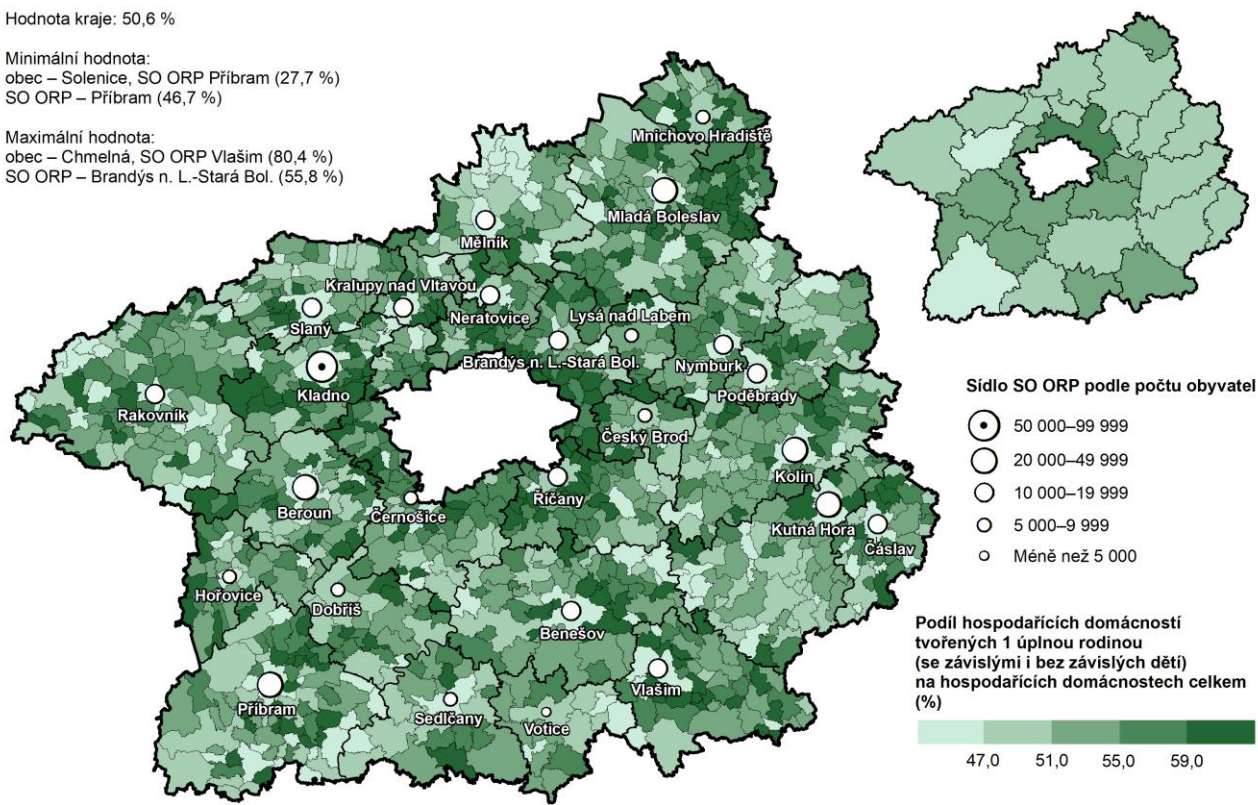 Hodnota kraje: 50,6 %
Minimální hodnota:
obec – Solenice, SO ORP Příbram (27,7 %)
SO ORP – Příbram (46,7 %)
Maximální hodnota:
obec – Chmelná, SO ORP Vlašim (80,4 %)
SO ORP – Brandýs n. L.-Stará Bol. (55,8 %)
Mnichovo Hradiště
Mladá Boleslav
Mělník
Kralupy nad Vltavou
Slaný
Neratovice
Lysá nad Labem
Brandýs n. L.-Stará Bol.
Nymburk
Poděbrady
Kladno
Rakovník
Český Brod
Kolín
Říčany
Beroun
Černošice
Kutná Hora
Čáslav
Hořovice
Dobříš
Benešov
Vlašim
Příbram
Sedlčany
Votice
Sídlo SO ORP podle počtu obyvatel
50 000–99 999
20 000–49 999
10 000–19 999
5 000–9 999
Méně než 5 000
Podíl hospodařících domácností
tvořených 1 úplnou rodinou
(se závislými i bez závislých dětí)
na hospodařících domácnostech celkem
(%)
47,0 51,0 55,0 59,0